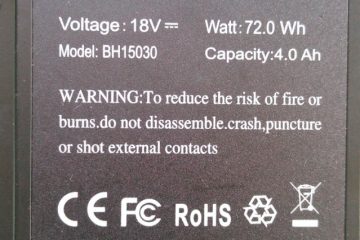 Voltage: 18V⎓ Watt: 72.0 Wh
Model: BH15030 Capacity:4.0 Ah
WARNING:To reduce the risk of fire or
burns.do not disassemble.crash,puncture
or shot external contacts
CE FC RoHS